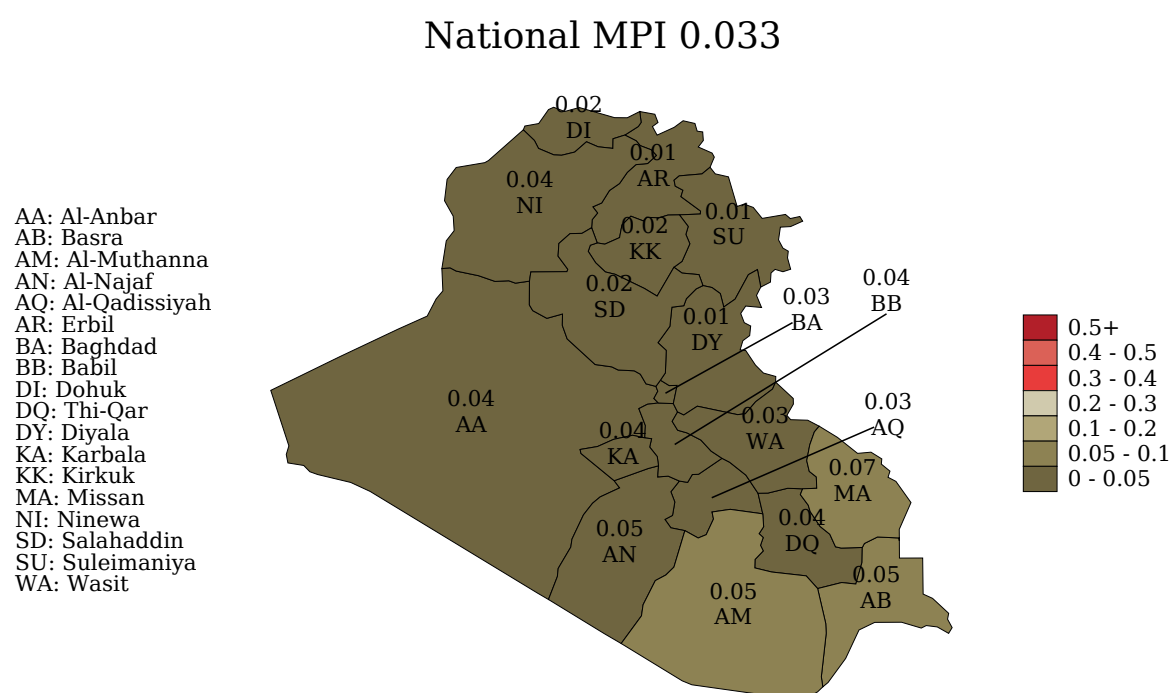 National MPI 0.033
0.02
DI
0.01
AR
0.04
NI
0.01
SU
0.02
KK
0.02
SD
0.01
DY
0.03
BA
0.04
BB
0.04
AA
0.04
KA
0.03
WA
0.03
AQ
0.07
MA
0.05
AN
0.04
DQ
0.05
AM
0.05
AB
AA: Al-Anbar
AB: Basra
AM: Al-Muthanna
AN: Al-Najaf
AQ: Al-Qadissiyah
AR: Erbil
BA: Baghdad
BB: Babil
DI: Dohuk
DQ: Thi-Qar
DY: Diyala
KA: Karbala
KK: Kirkuk
MA: Missan
NI: Ninewa
SD: Salahaddin
SU: Suleimaniya
WA: Wasit
0.5+
0.4 - 0.5
0.3 - 0.4
0.2 - 0.3
0.1 - 0.2
0.05 - 0.1
0 - 0.05